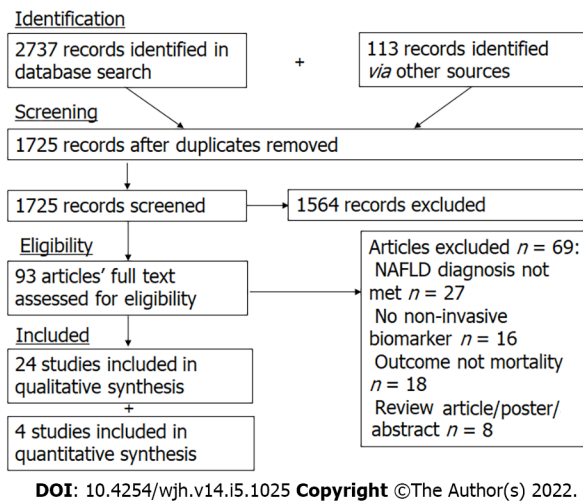 Identification
2737 records identified in
database search
+
113 records identified
via other sources
Screening
1725 records after duplicates removed
1725 records screened
1564 records excluded
Eligibility
93 articles' full text
assessed for eligibility
Articles excluded n = 69:
NAFLD diagnosis not
met n = 27
No non-invasive
biomarker n = 16
Outcome not mortality
n = 18
Review article/poster/
abstract n = 8
Included
24 studies included in
qualitative synthesis
+
4 studies included in
quantitative synthesis
DOI: 10.4254/wjh.v14.i5.1025 Copyright ©The Author(s) 2022.